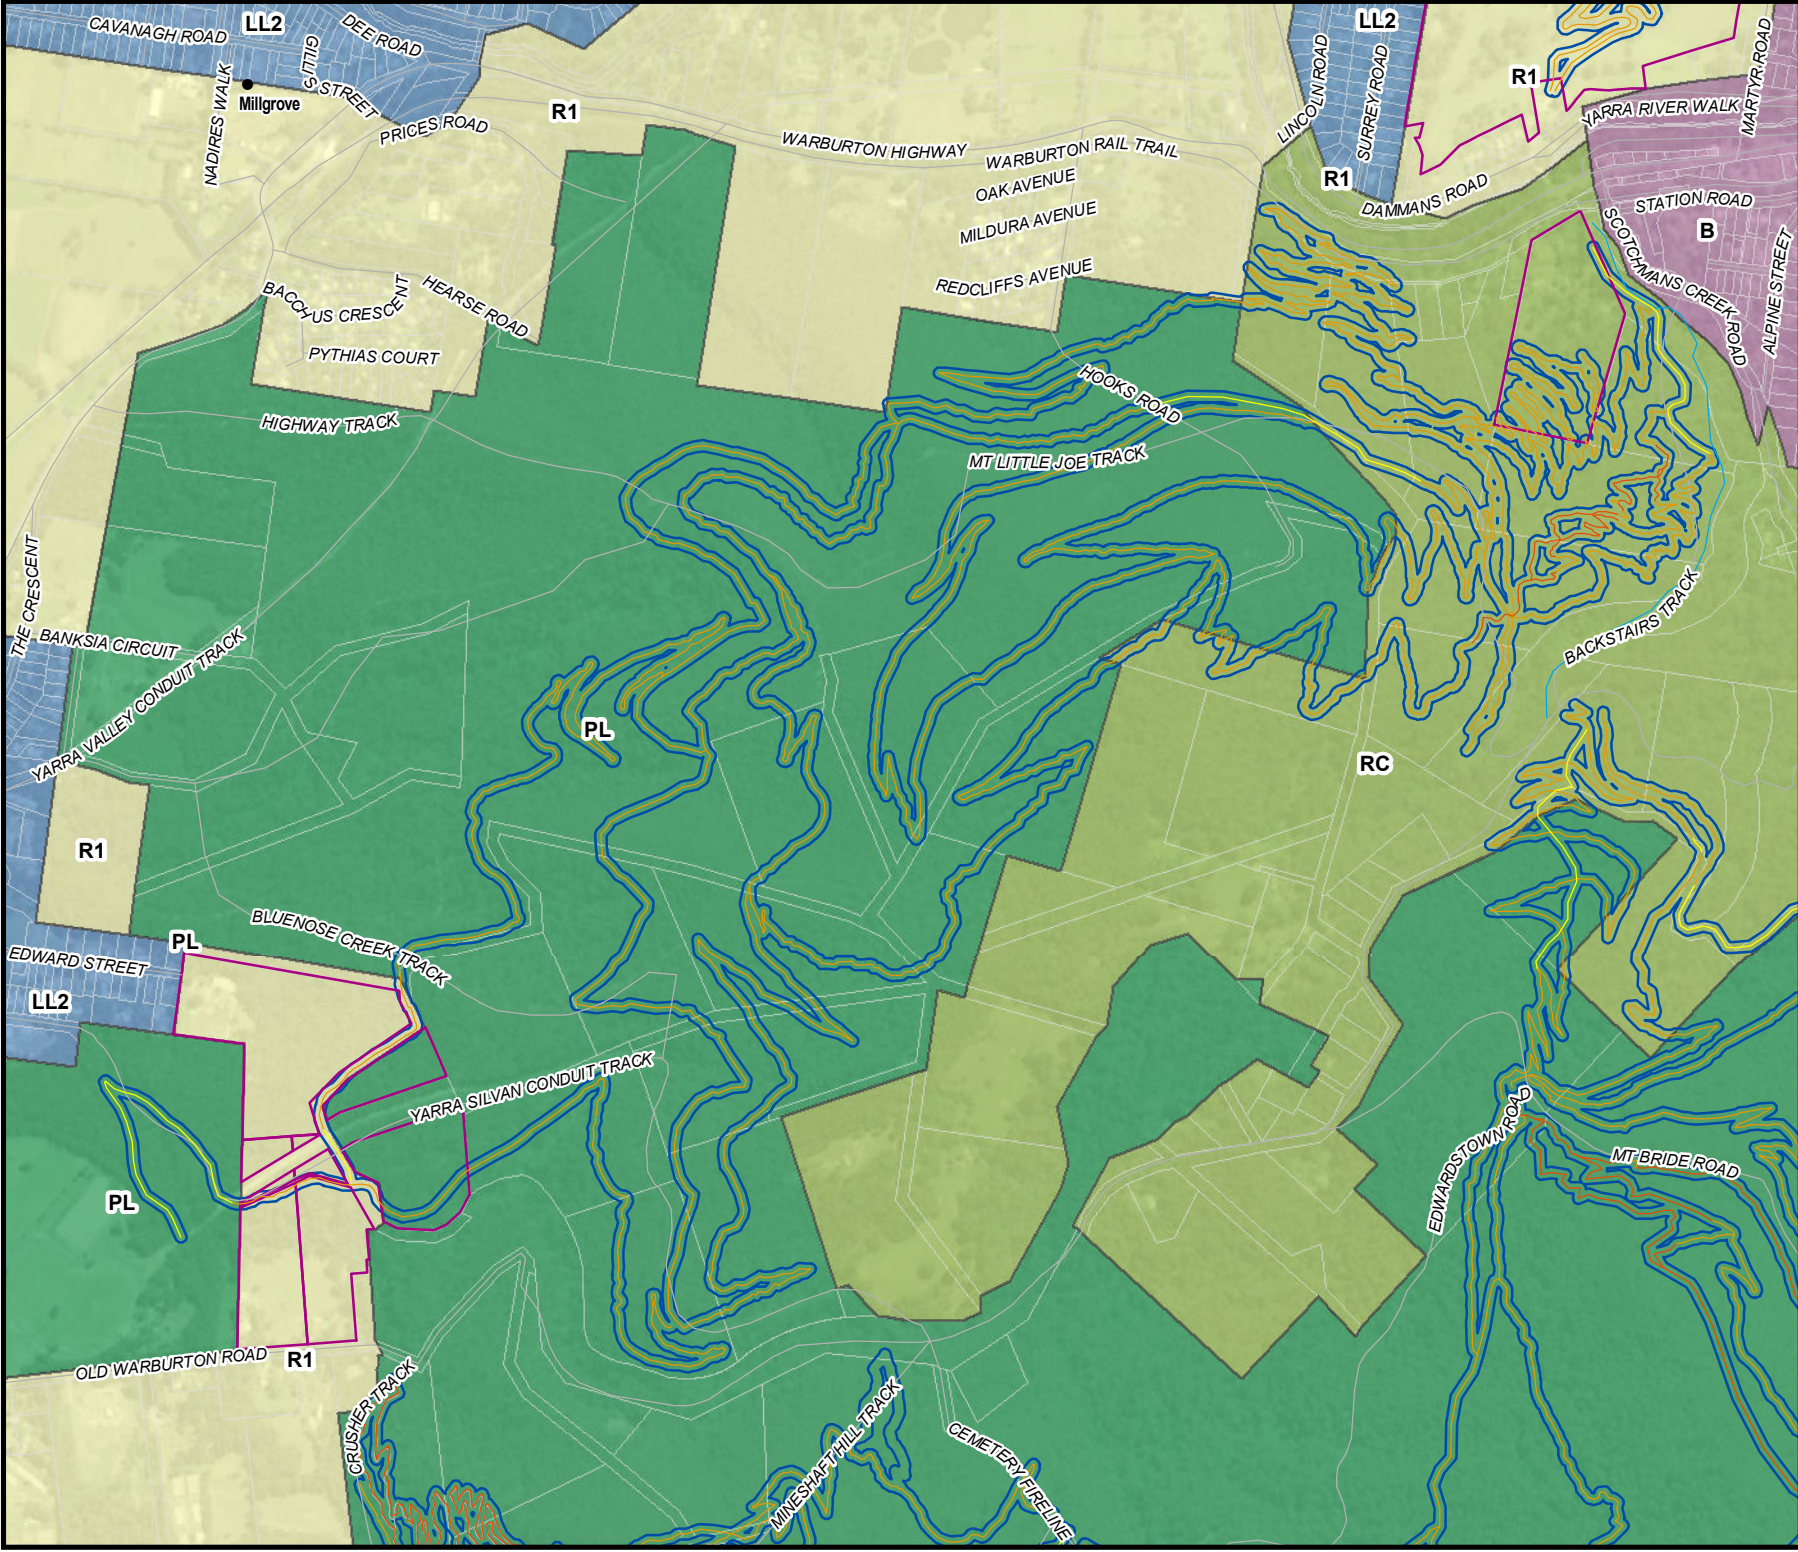 CAVANAGH ROAD
LL2
DEE ROAD
GILLIS STREET
NADIRES WALK
Millgrove
PRICES ROAD
R1
WARBURTON HIGHWAY
WARBURTON RAIL TRAIL
OAK AVENUE
MILDURA AVENUE
REDCLIFFS AVENUE
LINCOLN ROAD
LL2
SURREY ROAD
R1
R1
DAMMANS ROAD
YARRA RIVER WALK
MARTYR ROAD
STATION ROAD
B
SCOTCHMANS CREEK ROAD
ALPINE STREET
BACCHUS CRESCENT
HEARSE ROAD
PYTHIAS COURT
HIGHWAY TRACK
HOOKS ROAD
MT LITTLE JOE TRACK
THE CRESCENT
BANKSIA CIRCUIT
YARRA VALLEY CONDUIT TRACK
BACKSTAIRS TRACK
PL
RC
R1
BLUENOSE CREEK TRACK
PL
EDWARD STREET
LL2
YARRA SILVAN CONDUIT TRACK
EDWARDSTOWN ROAD
MT BRIDE ROAD
PL
OLD WARBURTON ROAD
R1
CRUSHER TRACK
MINESHAFT HILL TRACK
CEMETERY FIRELINE